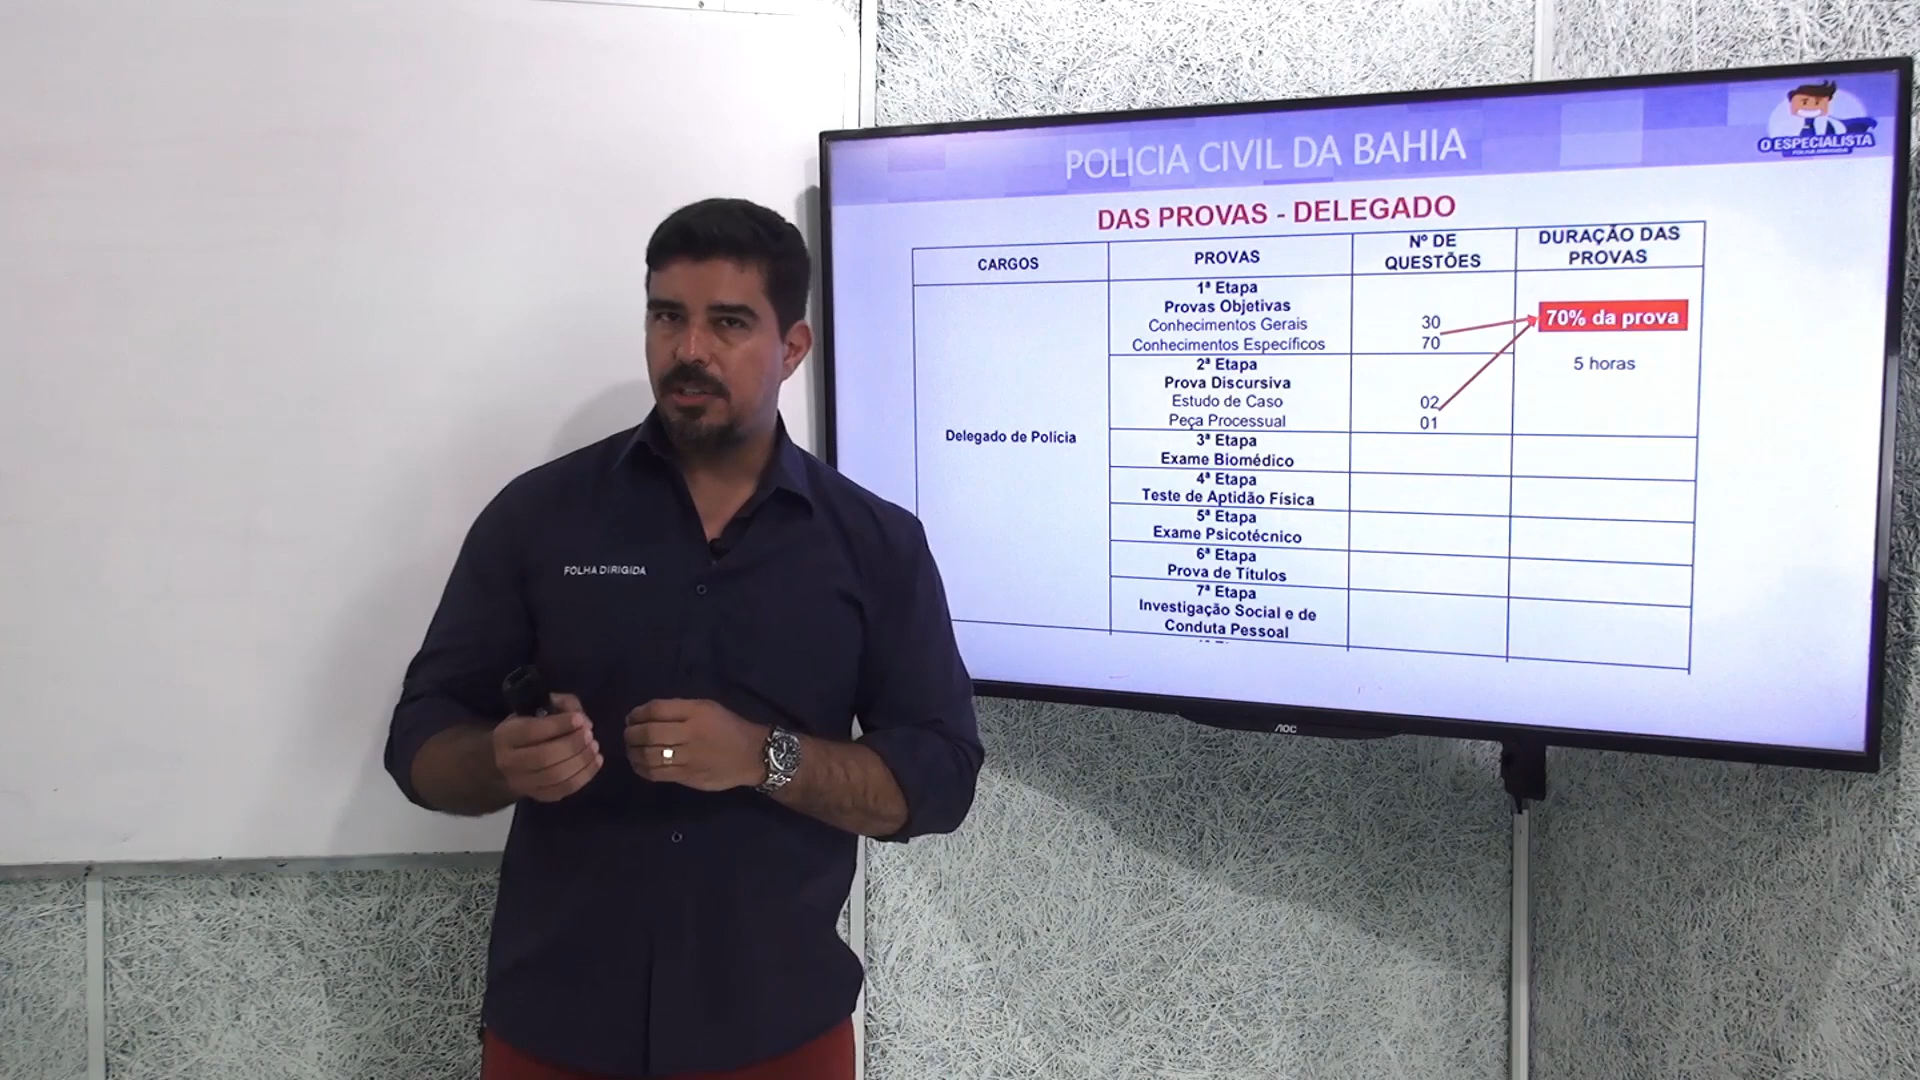 POLICIA CIVIL DA BAHIA
O ESPECIALISTA
DAS PROVAS - DELEGADO
CARGOS
PROVAS
Nº DE
QUESTÕES
DURAÇÃO DAS
PROVAS
Delegado de Polícia
1ª Etapa
Provas Objetivas
Conhecimentos Gerais
30
Conhecimentos Específicos
70
70% da prova
5 horas
2ª Etapa
Prova Discursiva
Estudo de Caso
02
Peça Processual
01
3ª Etapa
Exame Biomédico
4ª Etapa
Teste de Aptidão Física
5ª Etapa
Exame Psicotécnico
6ª Etapa
Prova de Títulos
7ª Etapa
Investigação Social e de
Conduta Pessoal
AOC
FOLHA DIRIGIDA